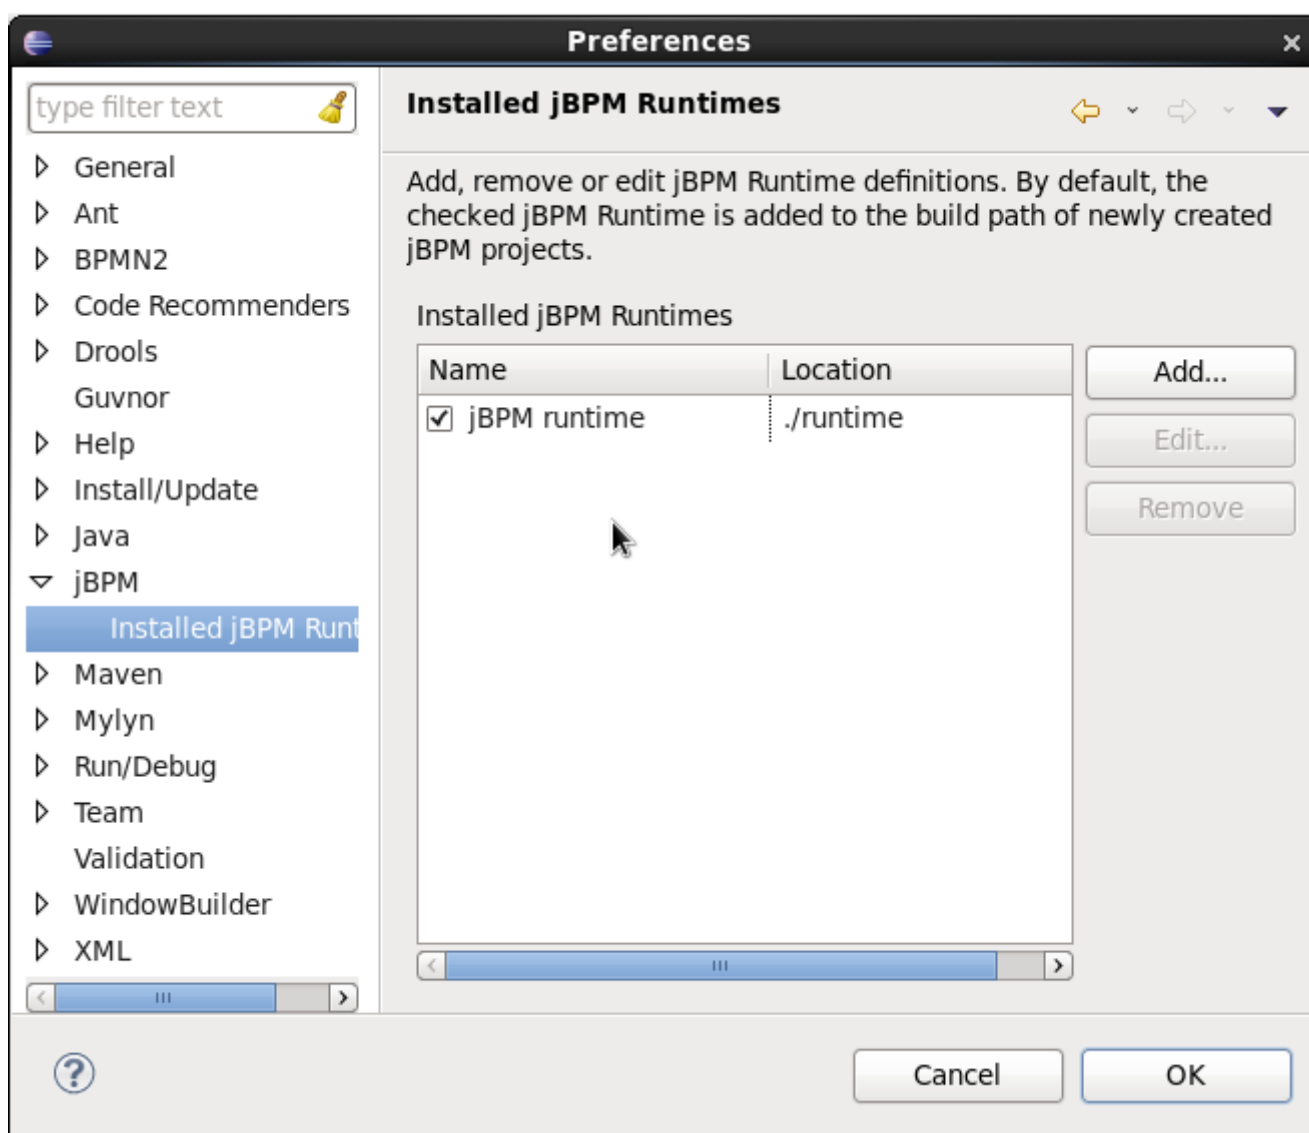 Preferences
type filter text
General
Ant
BPMN2
Code Recommenders
Drools
Guvnor
Help
Install/Update
Java
jBPM
Installed jBPM Runt
Maven
Mylyn
Run/Debug
Team
Validation
WindowBuilder
XML
Installed jBPM Runtimes
Add, remove or edit jBPM Runtime definitions. By default, the
checked jBPM Runtime is added to the build path of newly created
jBPM projects.
Installed jBPM Runtimes
Name Location
jBPM runtime ./runtime
Add...
Edit...
Remove
Cancel OK